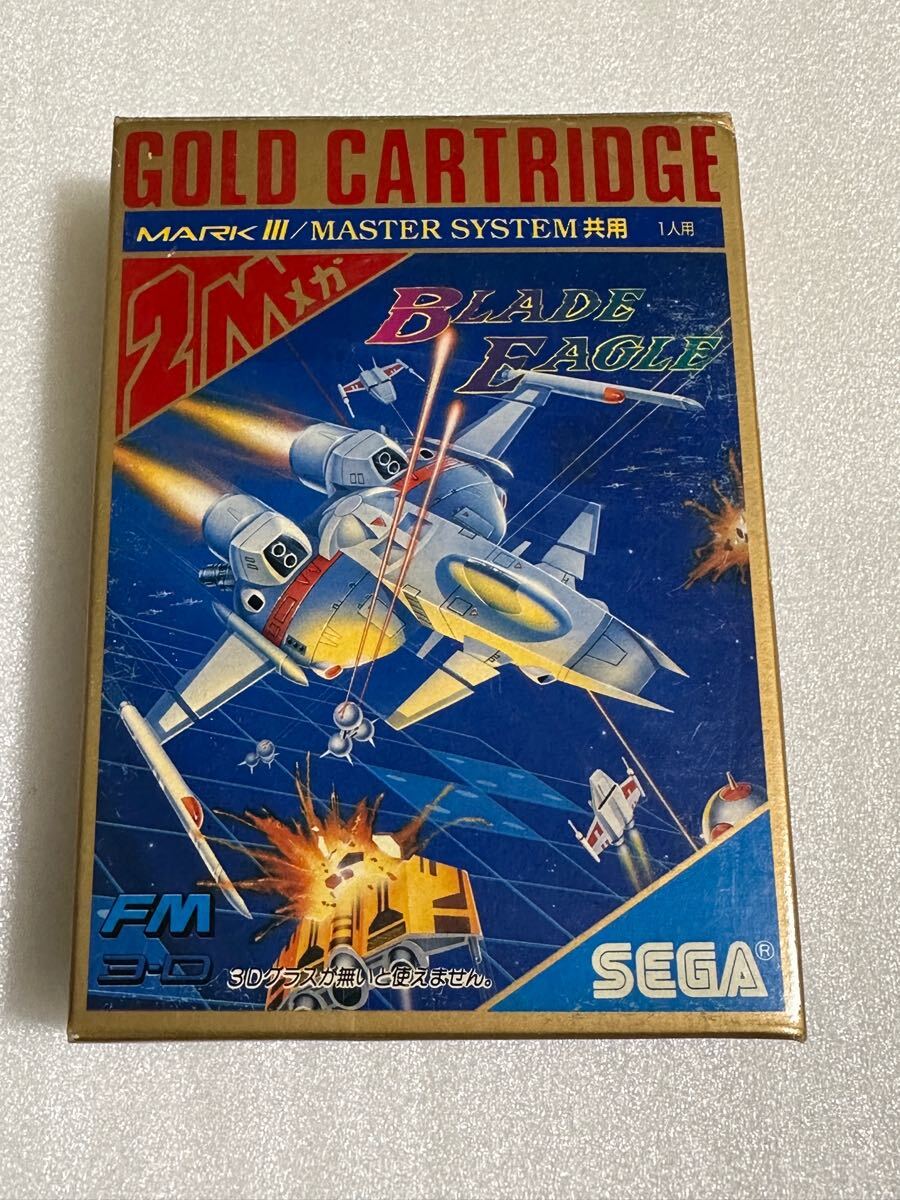 GOLD CARTRIDGE
MARK III/MASTER SYSTEM 共用 1人用
2Mメガ
BLADE
EAGLE
FM
3-D
3Dグラスが無いと使えません。
SEGA®